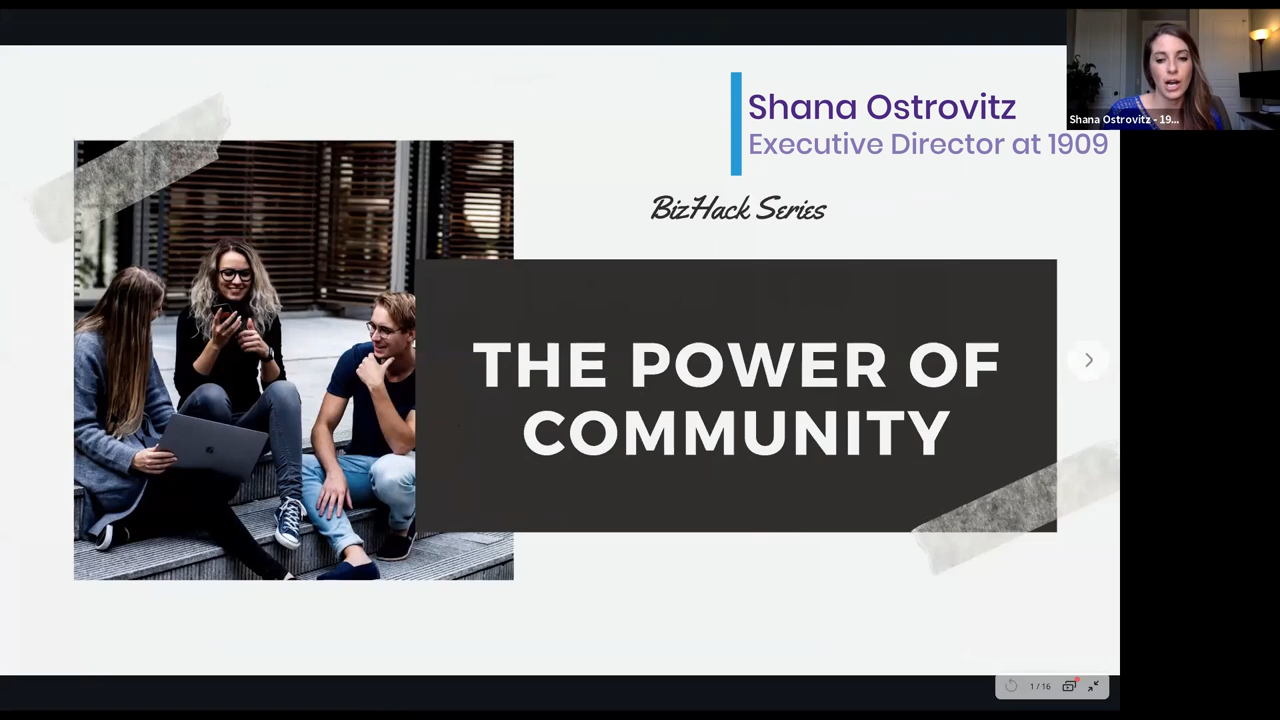 Shana Ostrovitz
Executive Director at 1909
Shana Ostrovitz - 19...
BizHack Series
THE POWER OF
COMMUNITY
1 / 16